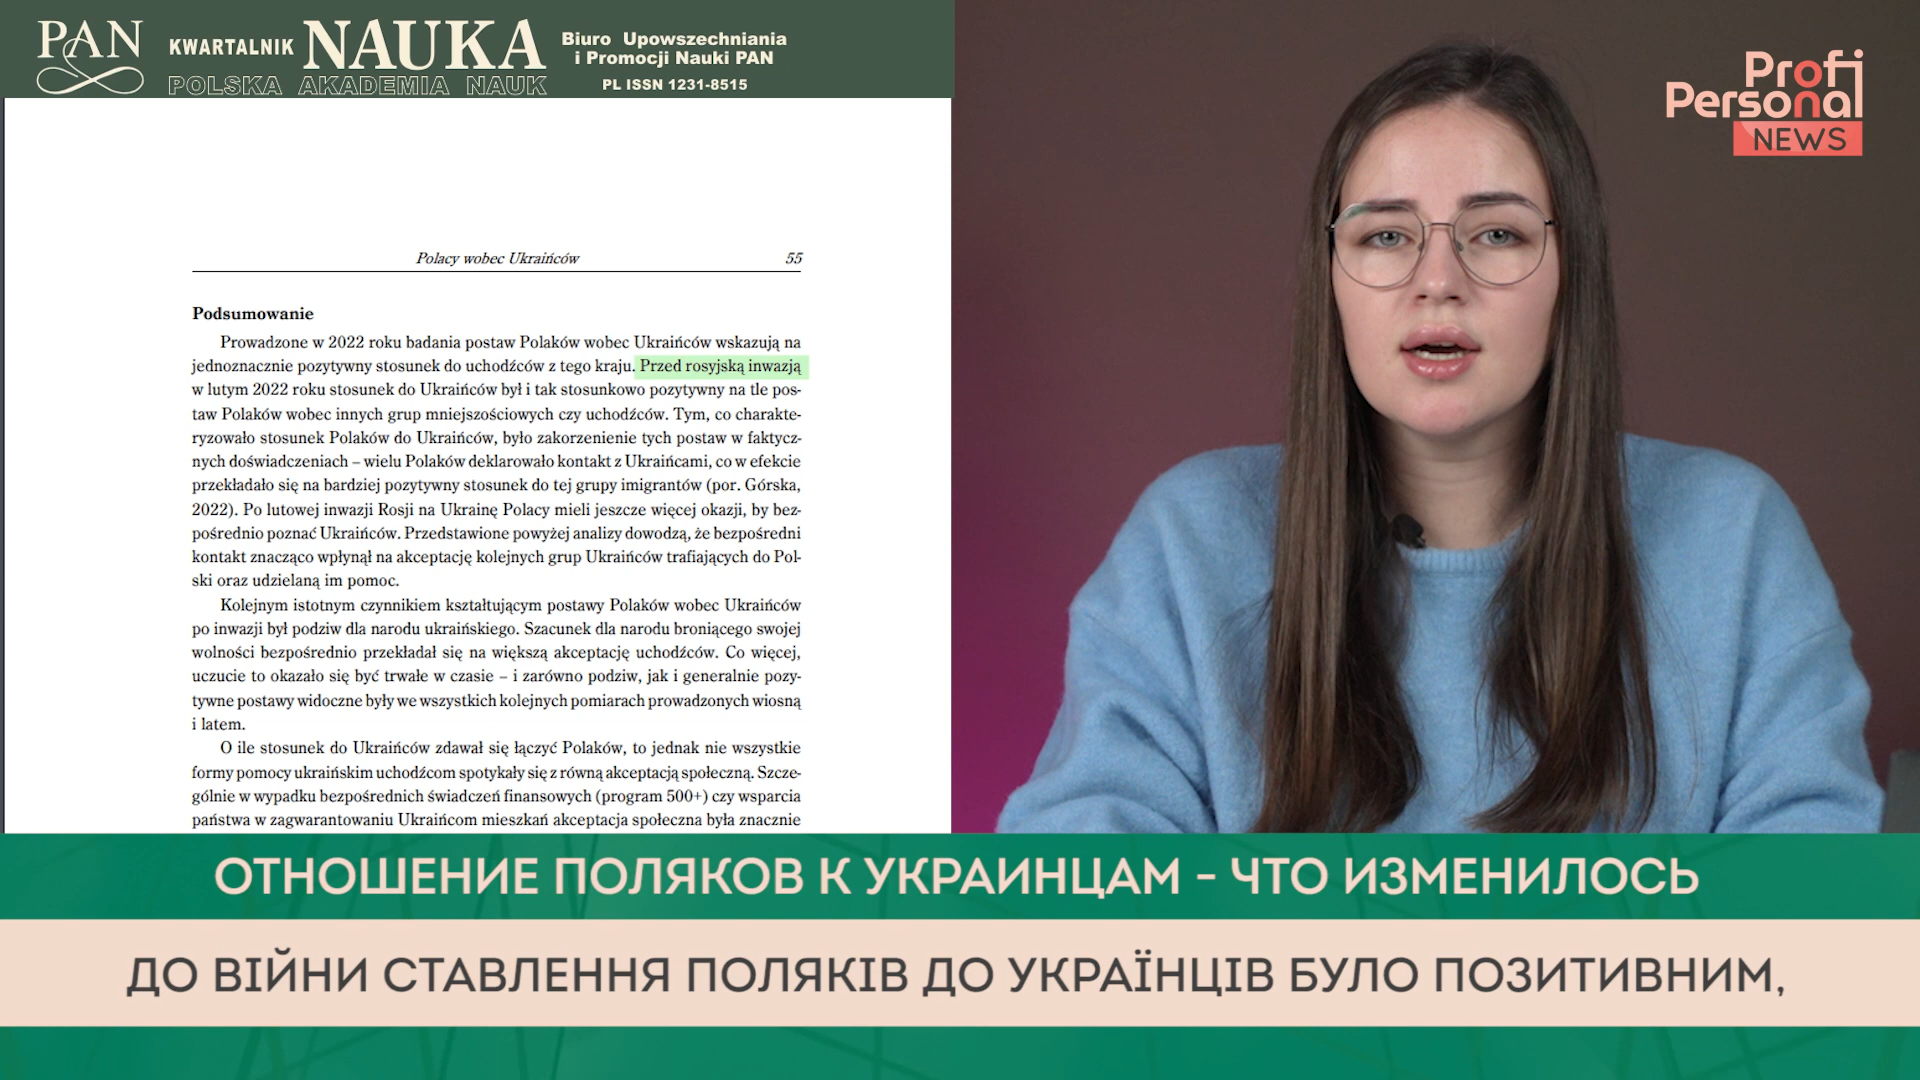 PAN
KWARTALNIK NAUKA
POLSKA AKADEMIA NAUK
Biuro Upowszechniania
i Promocji Nauki PAN
PL ISSN 1231-8515
Profi
Personal
NEWS
Polacy wobec Ukraińców 55
Podsumowanie
Prowadzone w 2022 roku badania postaw Polaków wobec Ukraińców wskazują na
jednoznacznie pozytywny stosunek do uchodźców z tego kraju. Przed rosyjską inwazją
w lutym 2022 roku stosunek do Ukraińców był i tak stosunkowo pozytywny na tle pos-
taw Polaków wobec innych grup mniejszościowych czy uchodźców. Tym, co charakte-
ryzowało stosunek Polaków do Ukraińców, było zakorzenienie tych postaw w faktycz-
nych doświadczeniach – wielu Polaków deklarowało kontakt z Ukraińcami, co w efekcie
przekładało się na bardziej pozytywny stosunek do tej grupy imigrantów (por. Górska,
2022). Po lutowej inwazji Rosji na Ukrainę Polacy mieli jeszcze więcej okazji, by bez-
pośrednio poznać Ukraińców. Przedstawione powyżej analizy dowodzą, że bezpośredni
kontakt znacząco wpłynął na akceptację kolejnych grup Ukraińców trafiających do Pol-
ski oraz udzielaną im pomoc.
Kolejnym istotnym czynnikiem kształtującym postawy Polaków wobec Ukraińców
po inwazji był podziw dla narodu ukraińskiego. Szacunek dla narodu broniącego swojej
wolności bezpośrednio przekładał się na większą akceptację uchodźców. Co więcej,
uczucie to okazało się być trwałe w czasie – i zarówno podziw, jak i generalnie pozy-
tywne postawy widoczne były we wszystkich kolejnych pomiarach prowadzonych wiosną
i latem.
O ile stosunek do Ukraińców zdawał się łączyć Polaków, to jednak nie wszystkie
formy pomocy ukraińskim uchodźcom spotykały się z równą akceptacją społeczną. Szcze-
gólnie w wypadku bezpośrednich świadczeń finansowych (program 500+) czy wsparcia
państwa w zagwarantowaniu Ukraińcom mieszkań akceptacja społeczna była znacznie
ОТНОШЕНИЕ ПОЛЯКОВ К УКРАИНЦАМ – ЧТО ИЗМЕНИЛОСЬ
ДО ВІЙНИ СТАВЛЕННЯ ПОЛЯКІВ ДО УКРАЇНЦІВ БУЛО ПОЗИТИВНИМ,